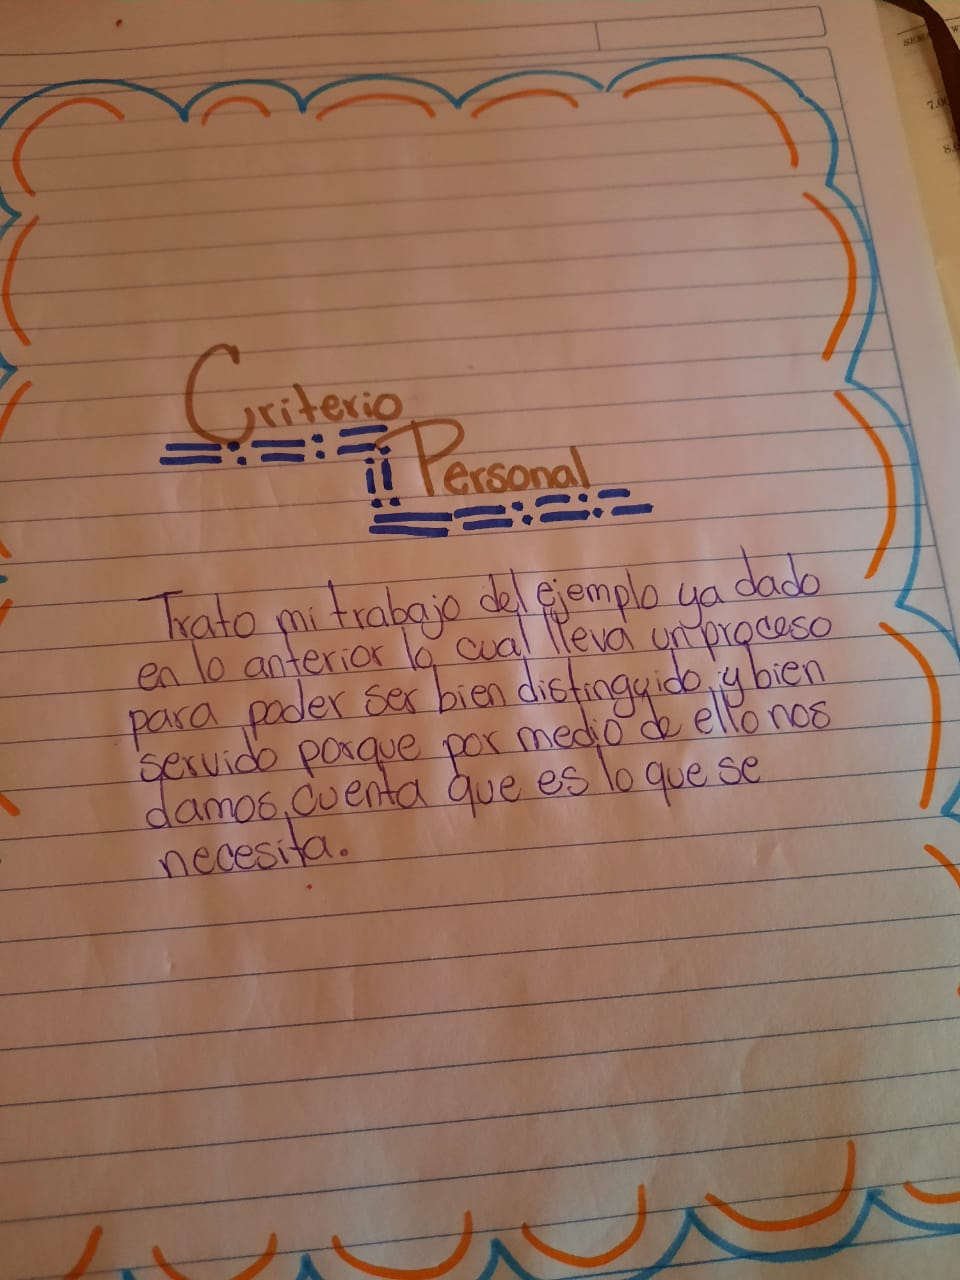 Criterio
Personal
Trato mi trabajo del ejemplo ya dado
en lo anterior lo cual lleva un proceso
para poder ser bien distinguido, y bien
servido porque por medio de ello nos
damos cuenta que es lo que se
necesita.